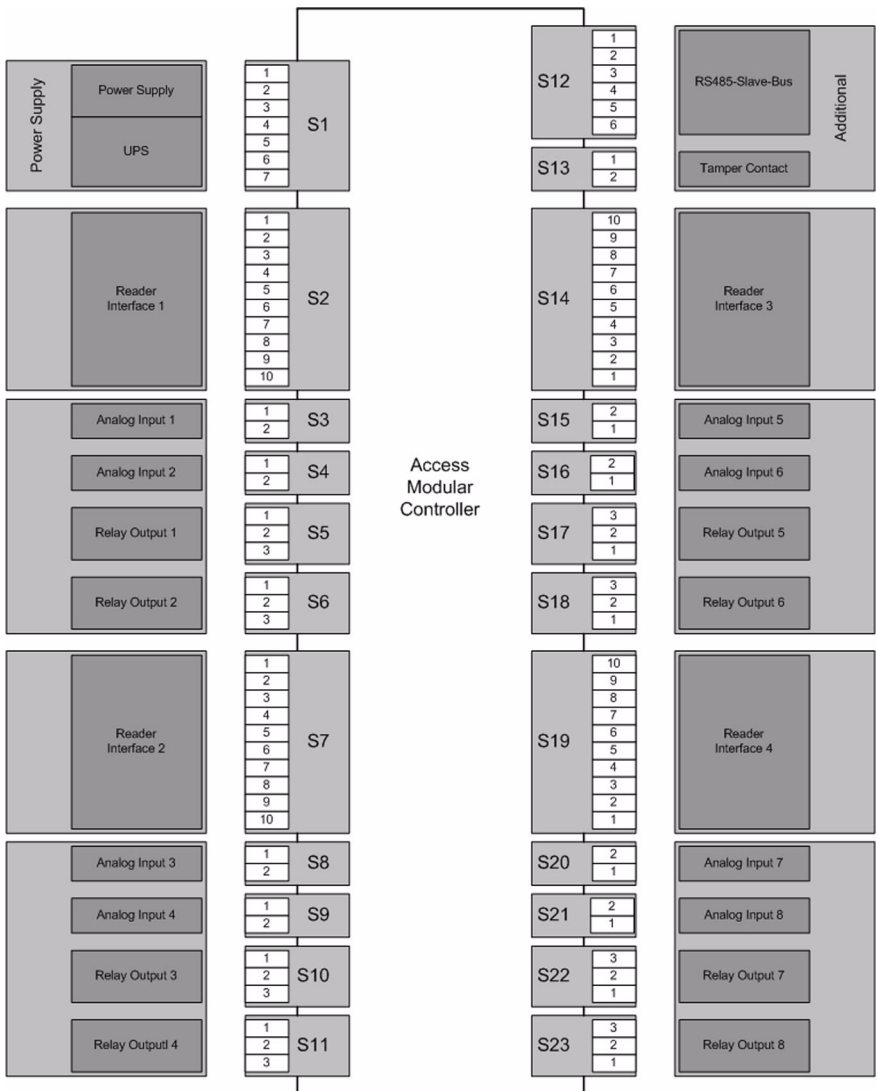 Power Supply
Power Supply
UPS
1
2
3
4
5
6
7
S1
Reader
Interface 1
1
2
3
4
5
6
7
8
9
10
S2
Analog Input 1
1
2
S3
Analog Input 2
1
2
S4
Relay Output 1
1
2
3
S5
Relay Output 2
1
2
3
S6
Reader
Interface 2
1
2
3
4
5
6
7
8
9
10
S7
Analog Input 3
1
2
S8
Analog Input 4
1
2
S9
Relay Output 3
1
2
3
S10
Relay Outputl 4
1
2
3
S11
Access
Modular
Controller
S12
1
2
3
4
5
6
RS485-Slave-Bus
Additional
S13
1
2
Tamper Contact
S14
10
9
8
7
6
5
4
3
2
1
Reader
Interface 3
S15
2
1
Analog Input 5
S16
2
1
Analog Input 6
S17
3
2
1
Relay Output 5
S18
3
2
1
Relay Output 6
S19
10
9
8
7
6
5
4
3
2
1
Reader
Interface 4
S20
2
1
Analog Input 7
S21
2
1
Analog Input 8
S22
3
2
1
Relay Output 7
S23
3
2
1
Relay Output 8